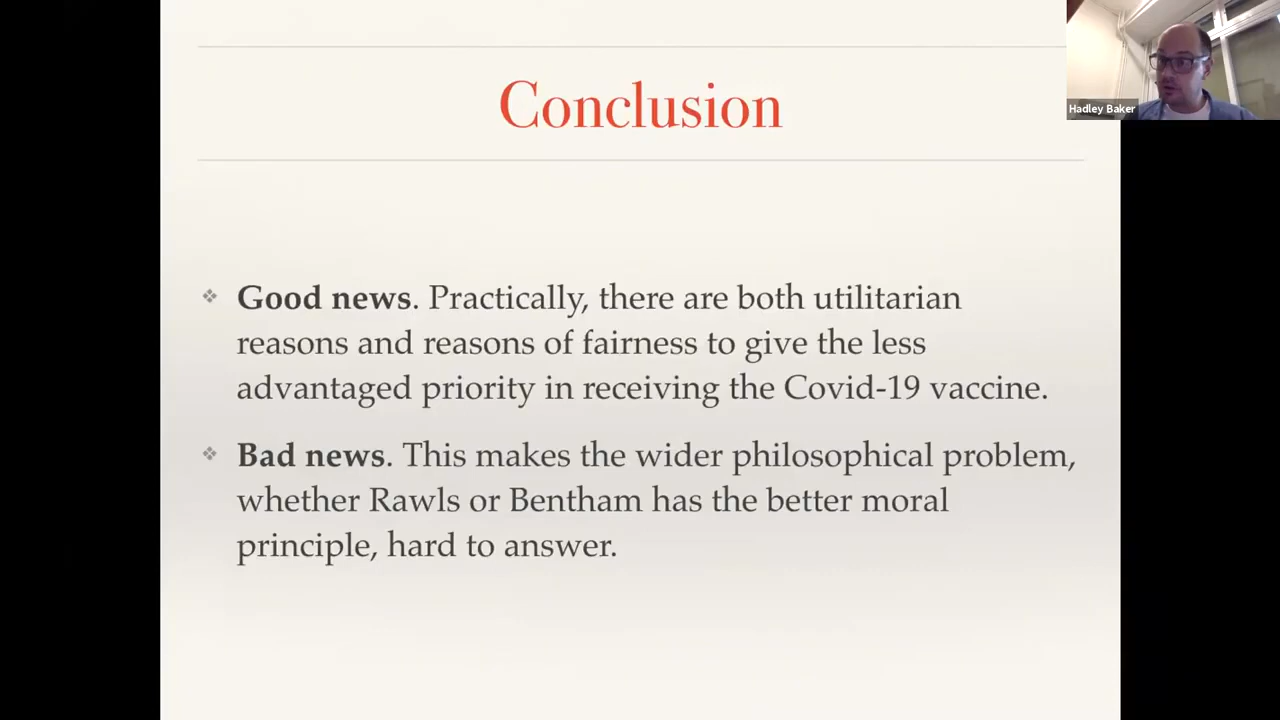 Conclusion
Hadley Baker
❖ Good news. Practically, there are both utilitarian
reasons and reasons of fairness to give the less
advantaged priority in receiving the Covid-19 vaccine.
❖ Bad news. This makes the wider philosophical problem,
whether Rawls or Bentham has the better moral
principle, hard to answer.